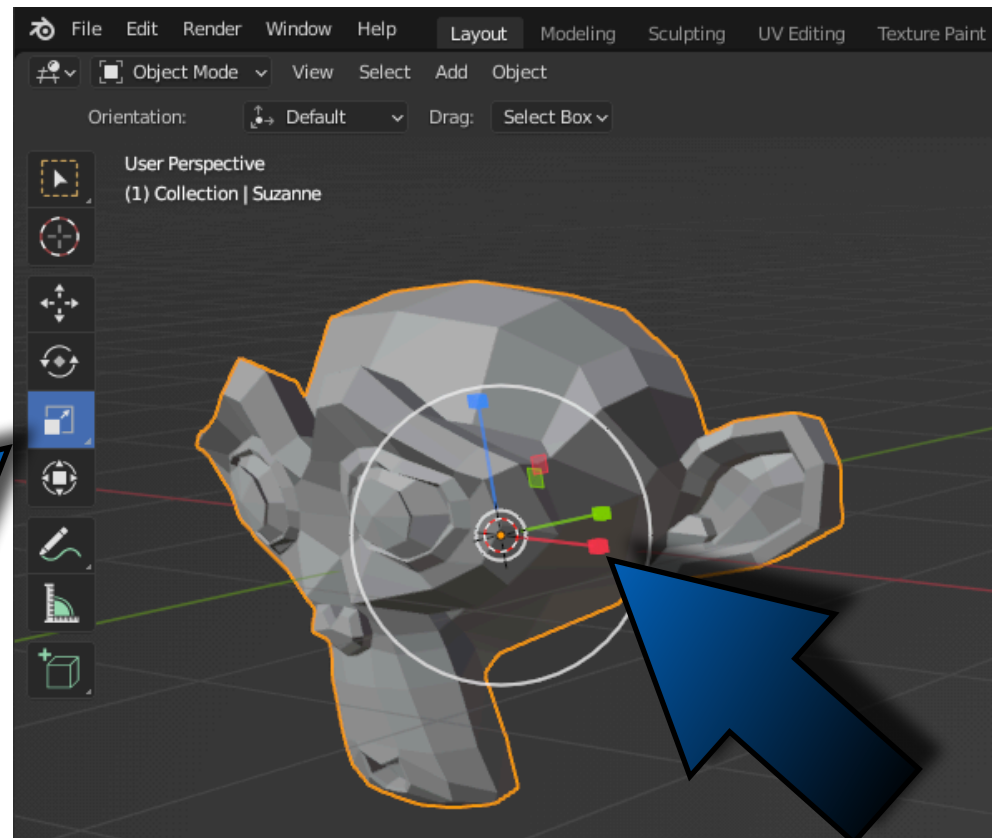 File Edit Render Window Help Layout Modeling Sculpting UV Editing Texture Paint
Object Mode View Select Add Object
Orientation: Default Drag: Select Box
User Perspective
(1) Collection | Suzanne